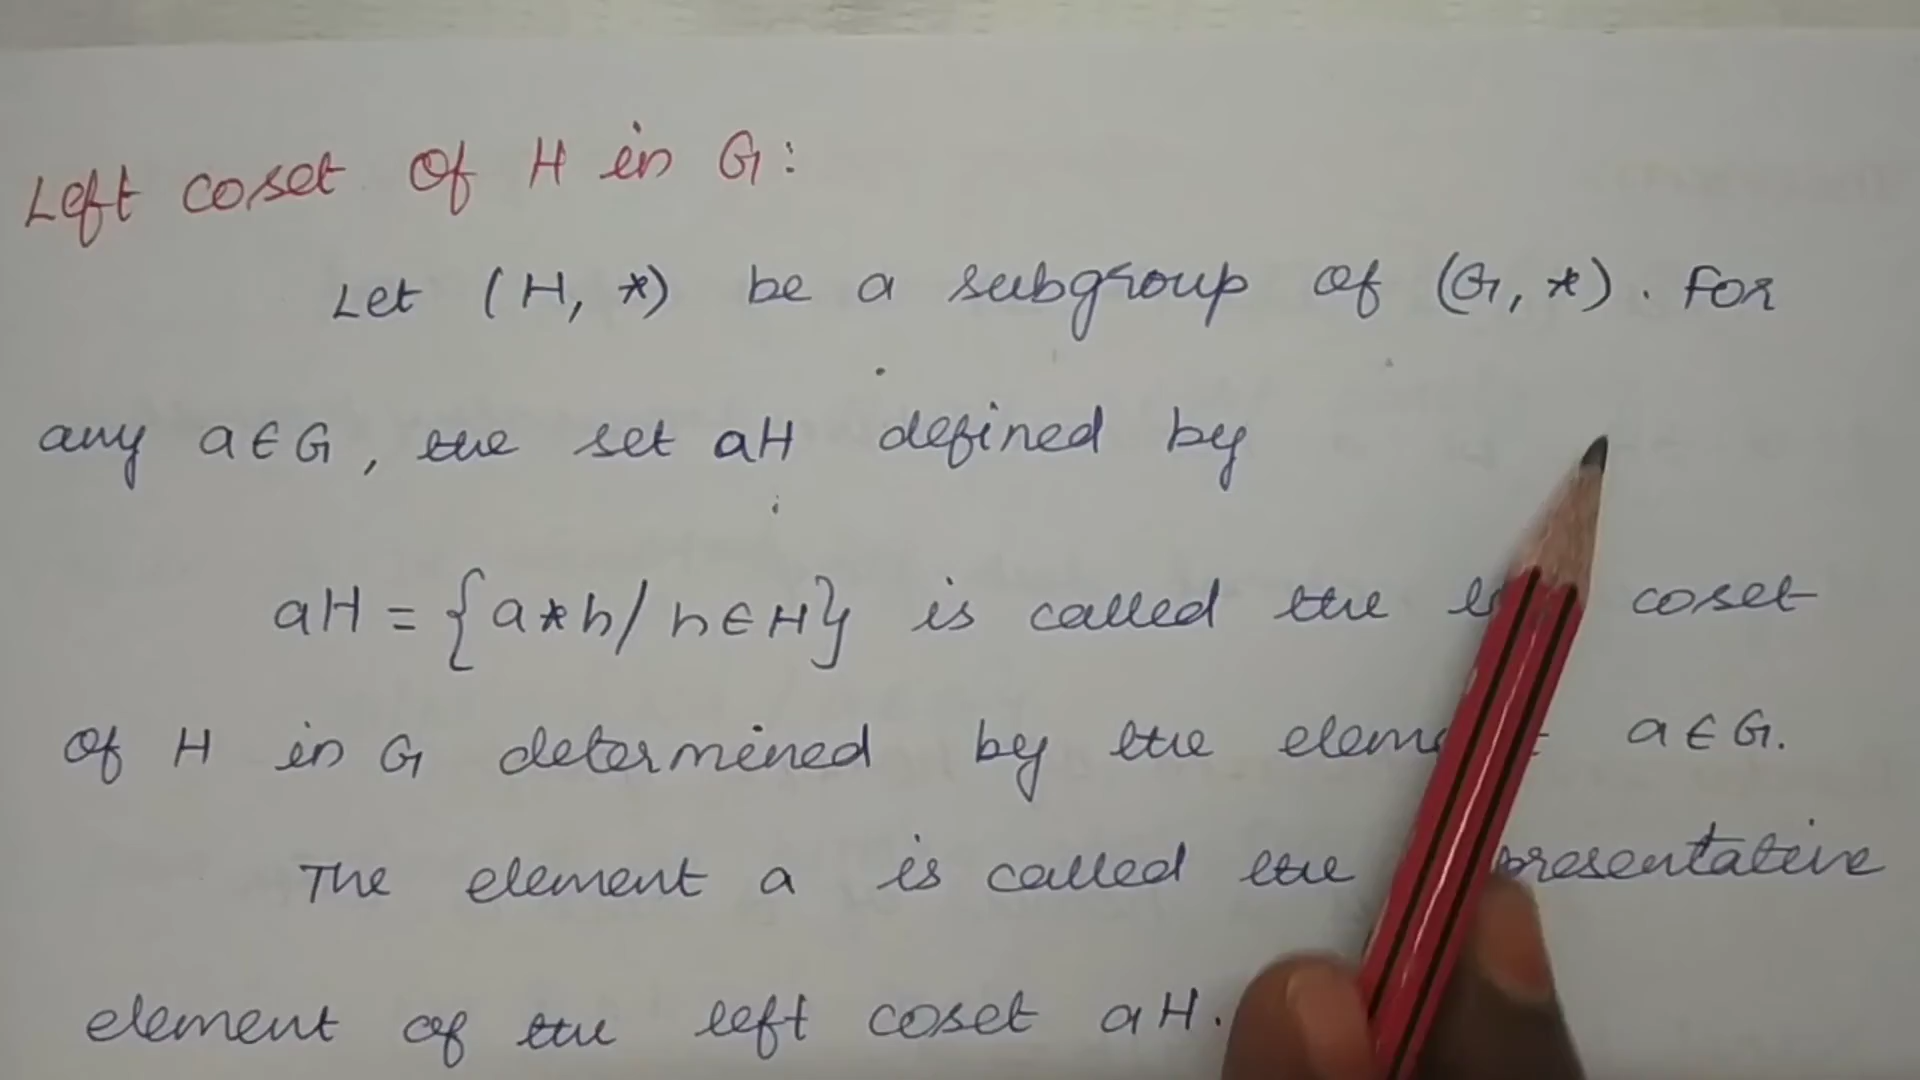 Left coset of H in G:
Let (H, *) be a subgroup of (G, *). For
any a∈G, the set aH defined by
aH = {a*h/ h∈H} is called the coset
of H in G determined by the a∈G.
The element a is called the
element of the left coset aH.